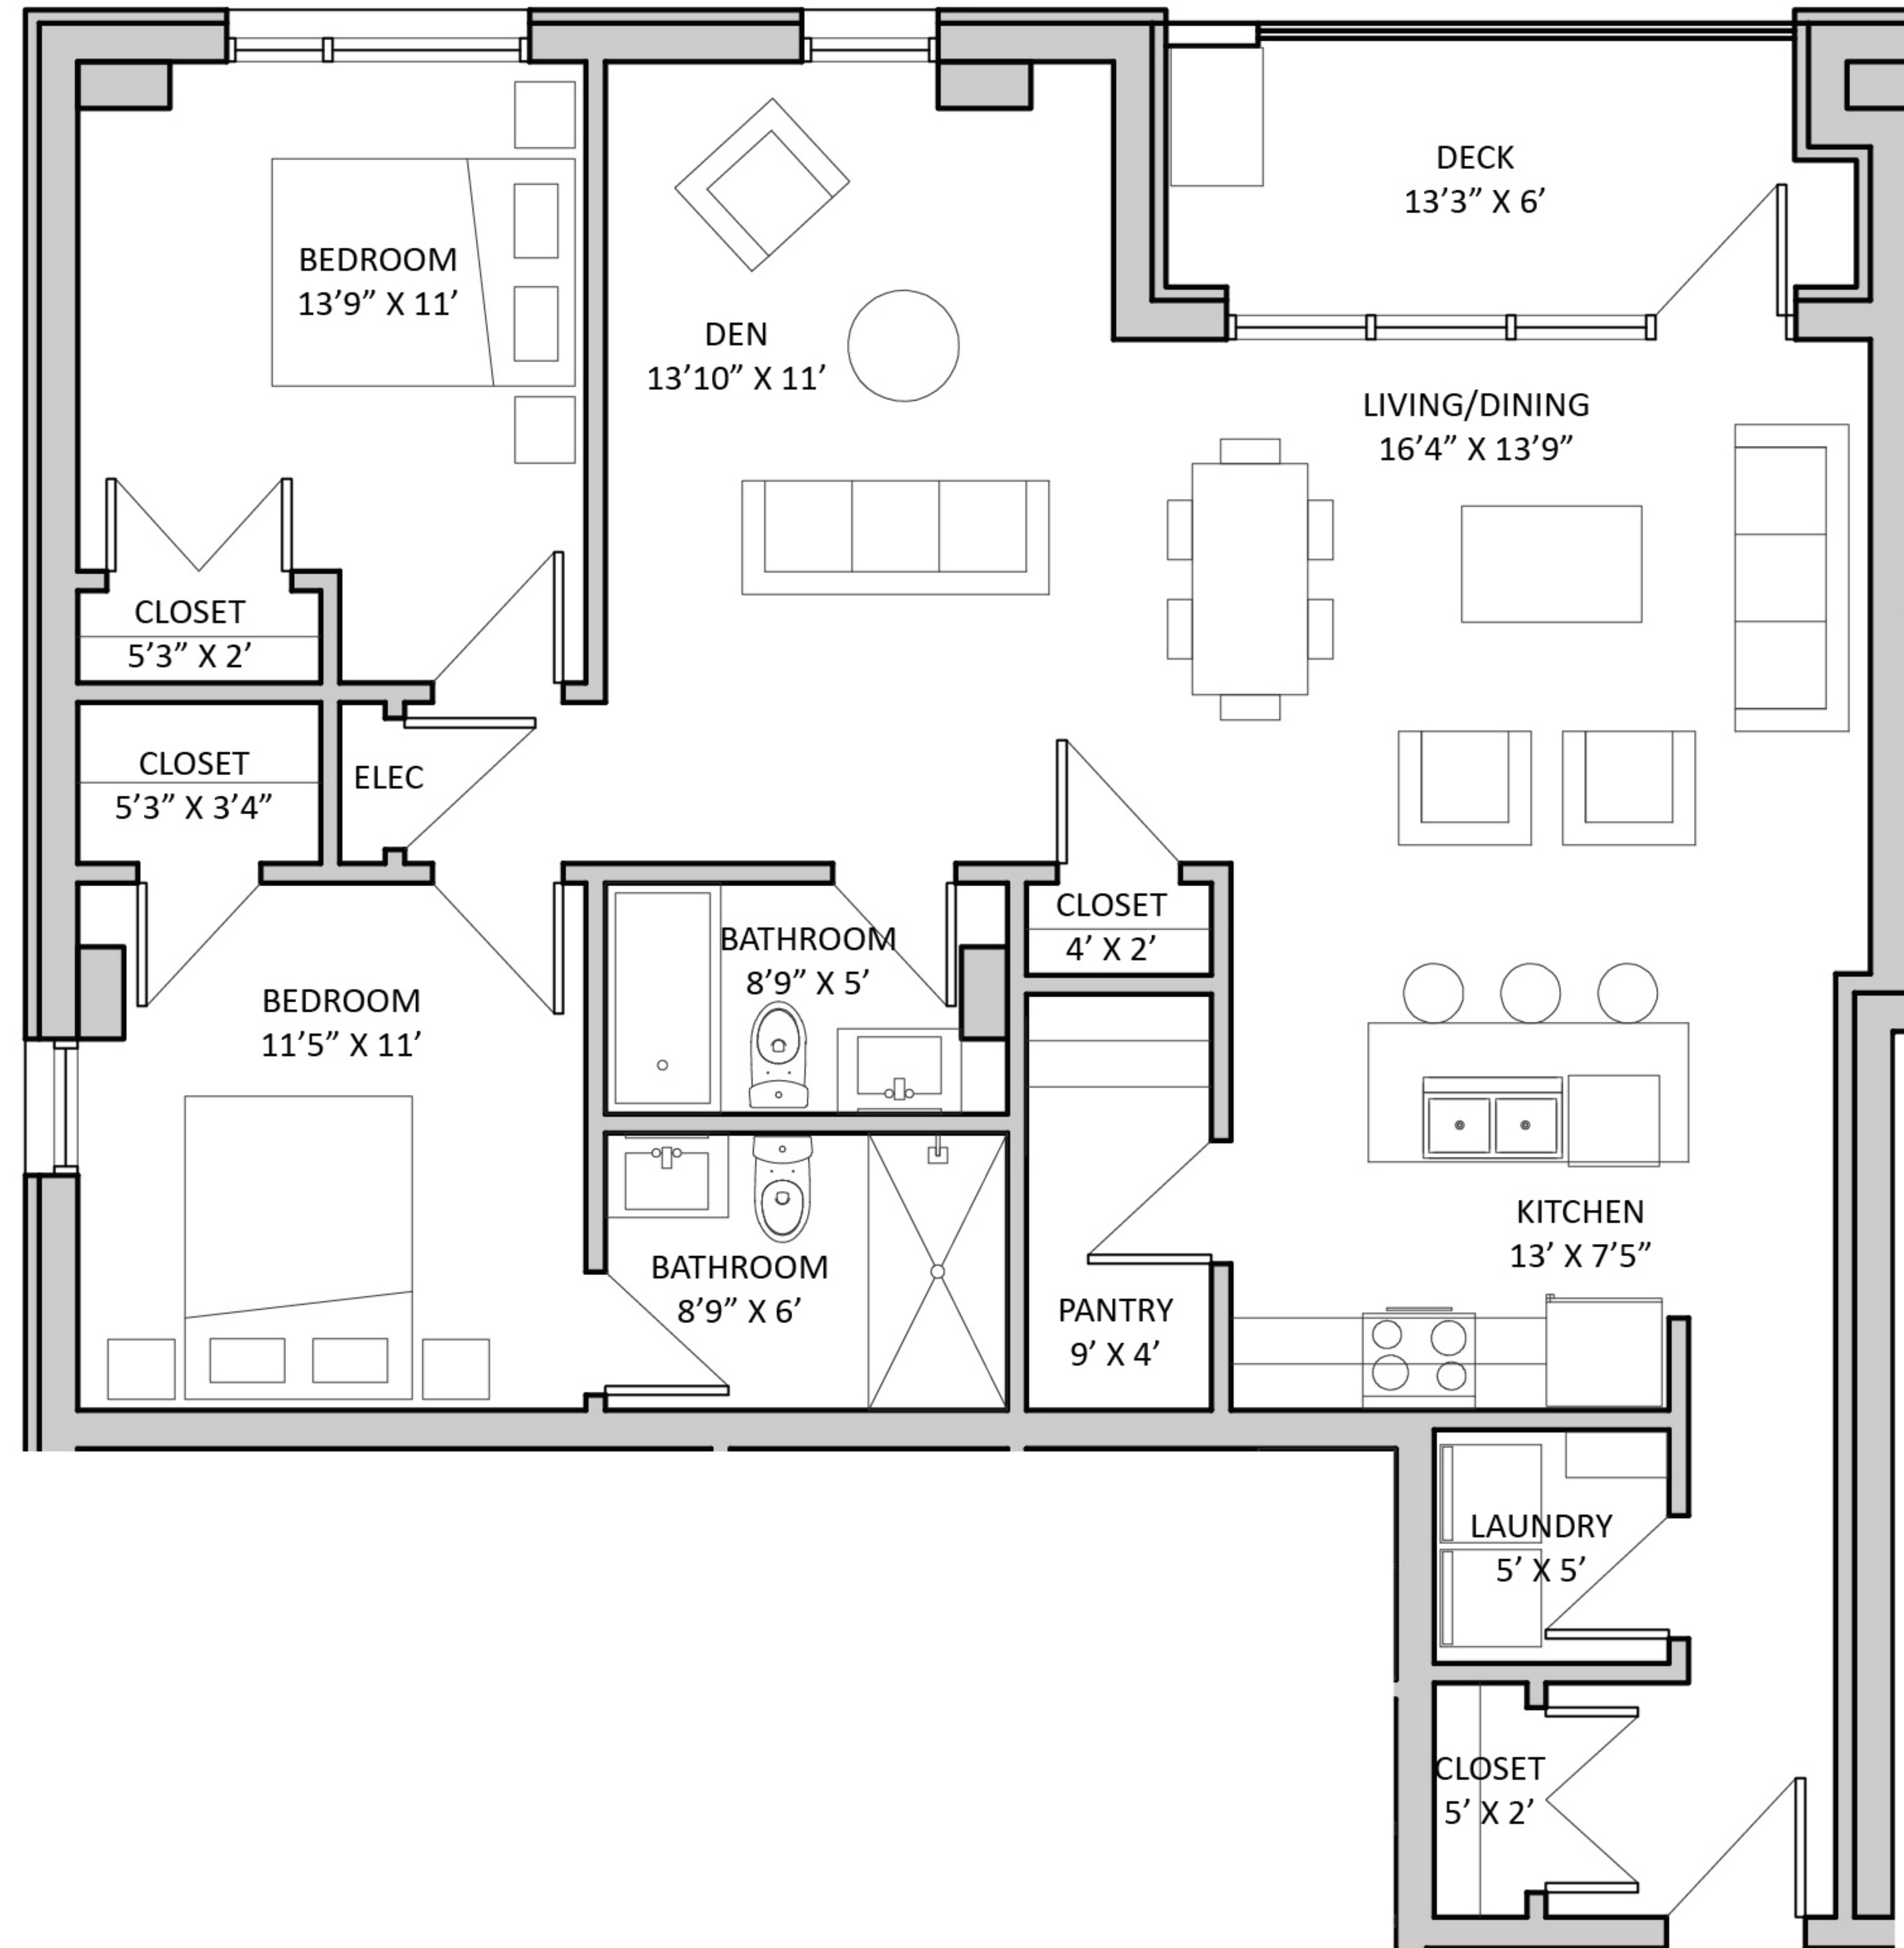 DECK
13’3” X 6’
BEDROOM
13’9” X 11’
DEN
13’10” X 11’
LIVING/DINING
16’4” X 13’9”
CLOSET
5’3” X 2’
CLOSET
5’3” X 3’4”
ELEC
CLOSET
4’ X 2’
BATHROOM
8’9” X 5’
BEDROOM
11’5” X 11’
KITCHEN
13’ X 7’5”
BATHROOM
8’9” X 6’
PANTRY
9’ X 4’
LAUNDRY
5’ X 5’
CLOSET
5’ X 2’